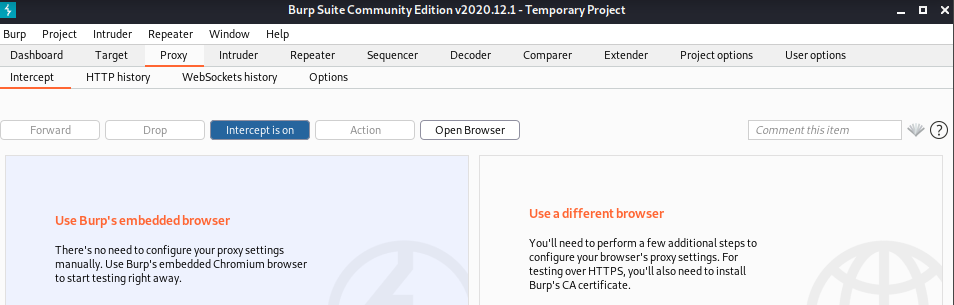 Burp Suite Community Edition v2020.12.1 - Temporary Project
Burp Project Intruder Repeater Window Help
Dashboard Target Proxy Intruder Repeater Sequencer Decoder Comparer Extender Project options User options
Intercept HTTP history WebSockets history Options
Forward Drop Intercept is on Action Open Browser Comment this item ?
Use Burp's embedded browser
There's no need to configure your proxy settings
manually. Use Burp's embedded Chromium browser
to start testing right away.
Use a different browser
You'll need to perform a few additional steps to
configure your browser's proxy settings. For
testing over HTTPS, you'll also need to install
Burp's CA certificate.